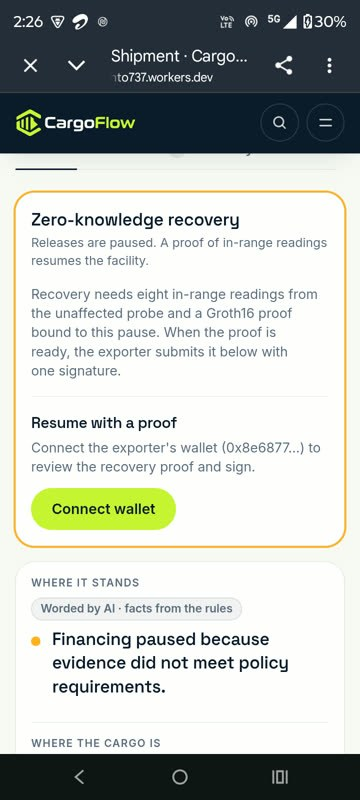 2:26
Vo))
LTE
5G
30%
Shipment · Cargo...
nto737.workers.dev
CargoFlow
Zero-knowledge recovery
Releases are paused. A proof of in-range readings
resumes the facility.
Recovery needs eight in-range readings from
the unaffected probe and a Groth16 proof
bound to this pause. When the proof is
ready, the exporter submits it below with
one signature.
Resume with a proof
Connect the exporter's wallet (0x8e6877...) to
review the recovery proof and sign.
Connect wallet
WHERE IT STANDS
Worded by AI · facts from the rules
Financing paused because
evidence did not meet policy
requirements.
WHERE THE CARGO IS